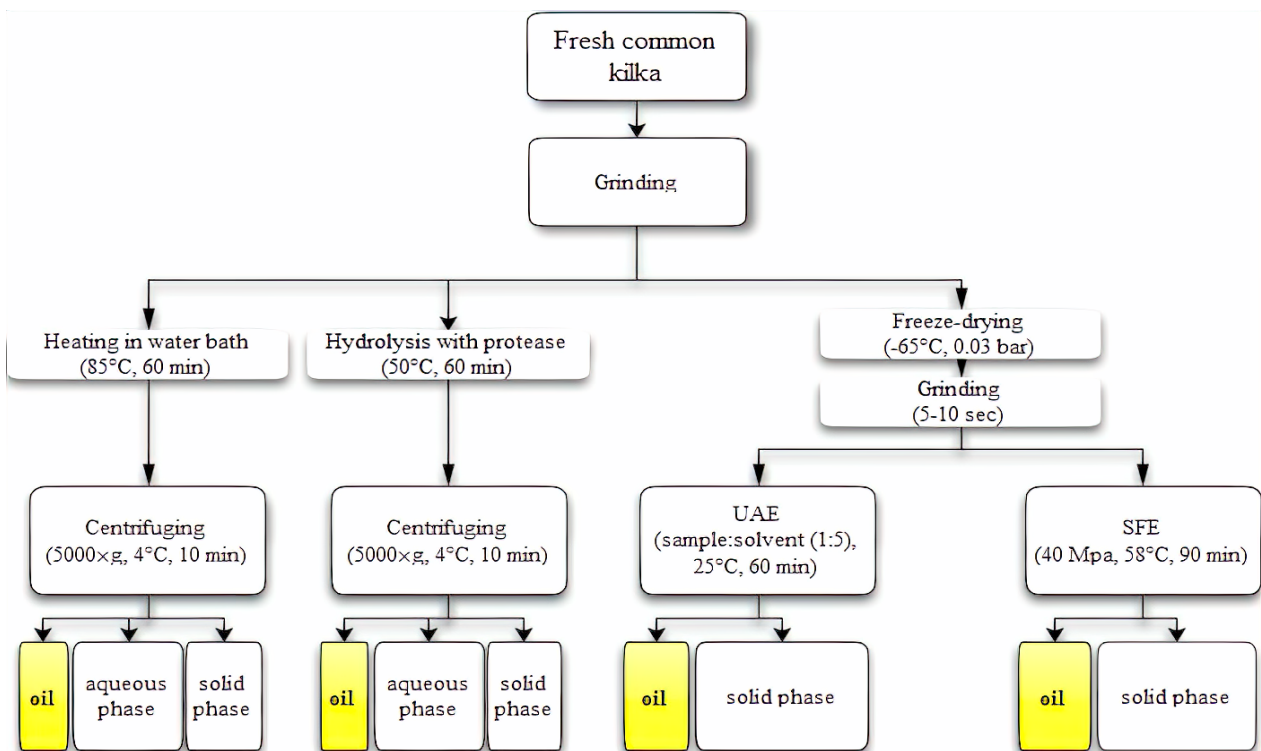 Fresh common
kilka
Grinding
Heating in water bath
(85°C, 60 min)
Hydrolysis with protease
(50°C, 60 min)
Freeze-drying
(-65°C, 0.03 bar)
Grinding
(5-10 sec)
Centrifuging
(5000×g, 4°C, 10 min)
Centrifuging
(5000×g, 4°C, 10 min)
UAE
(sample:solvent (1:5),
25°C, 60 min)
SFE
(40 Mpa, 58°C, 90 min)
oil
aqueous
phase
solid
phase
oil
aqueous
phase
solid
phase
oil
solid phase
oil
solid phase